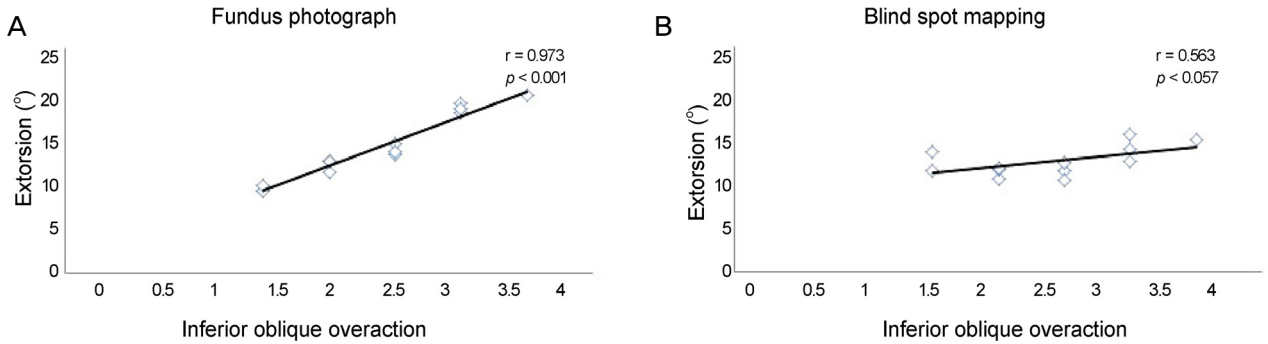 A
Fundus photograph
r = 0.973
p < 0.001
25
20
15
10
5
0
Extorsion (°)
0 0.5 1 1.5 2 2.5 3 3.5 4
Inferior oblique overaction
B
Blind spot mapping
r = 0.563
p < 0.057
25
20
15
10
5
0
Extorsion (°)
0 0.5 1 1.5 2 2.5 3 3.5 4
Inferior oblique overaction